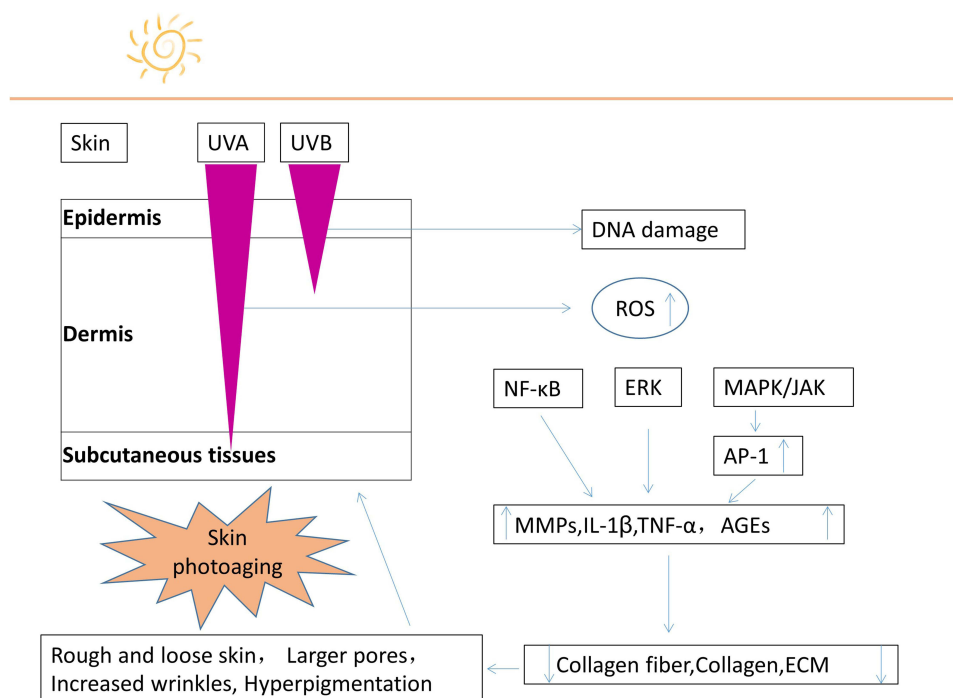 Skin
UVA
UVB
Epidermis
DNA damage
ROS
Dermis
NF-κB
ERK
MAPK/JAK
AP-1
Subcutaneous tissues
MMPs,IL-1β,TNF-α，AGEs
Skin
photoaging
Rough and loose skin， Larger pores，
Increased wrinkles, Hyperpigmentation
Collagen fiber,Collagen,ECM